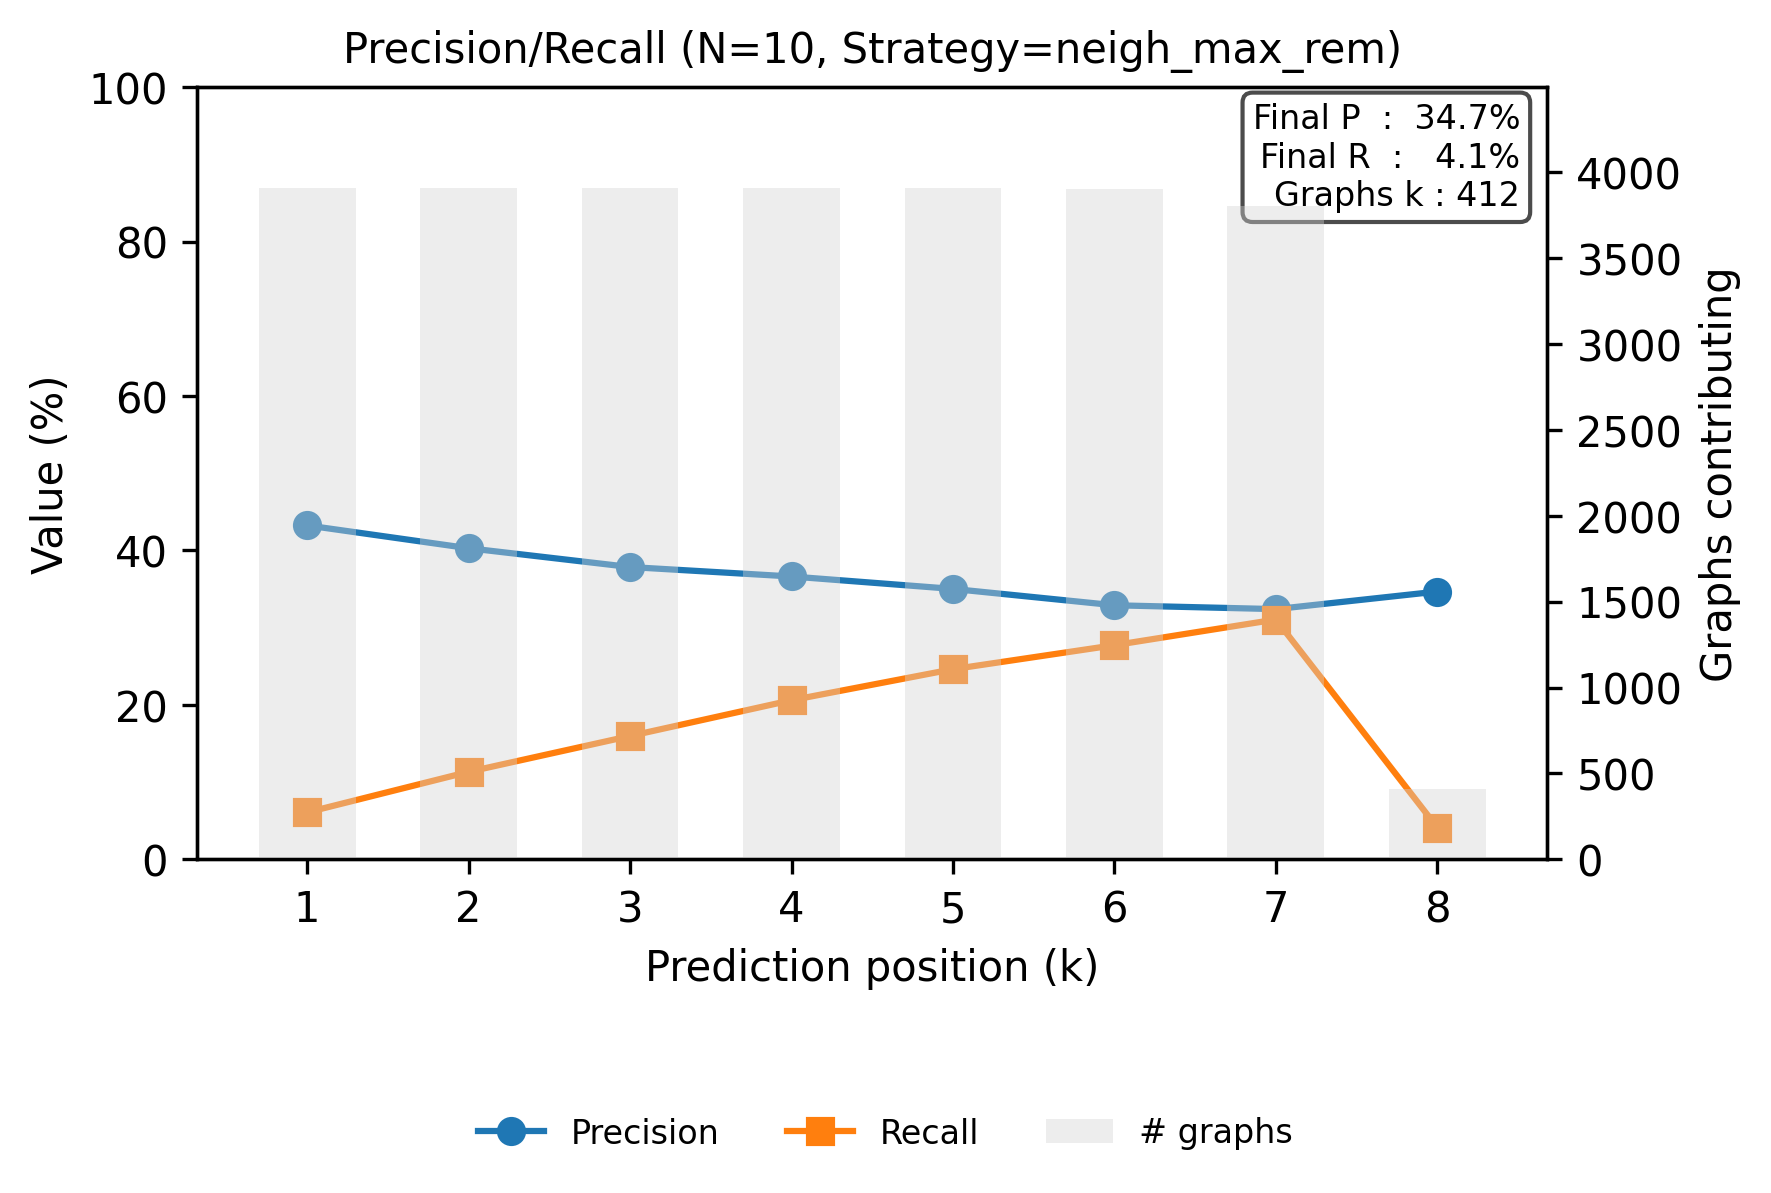 Precision/Recall (N=10, Strategy=neigh_max_rem)
Final P : 34.7%
Final R : 4.1%
Graphs k : 412
100
80
60
40
20
0
Value (%)
4000
3500
3000
2500
2000
1500
1000
500
0
Graphs contributing
1 2 3 4 5 6 7 8
Prediction position (k)
Precision Recall # graphs